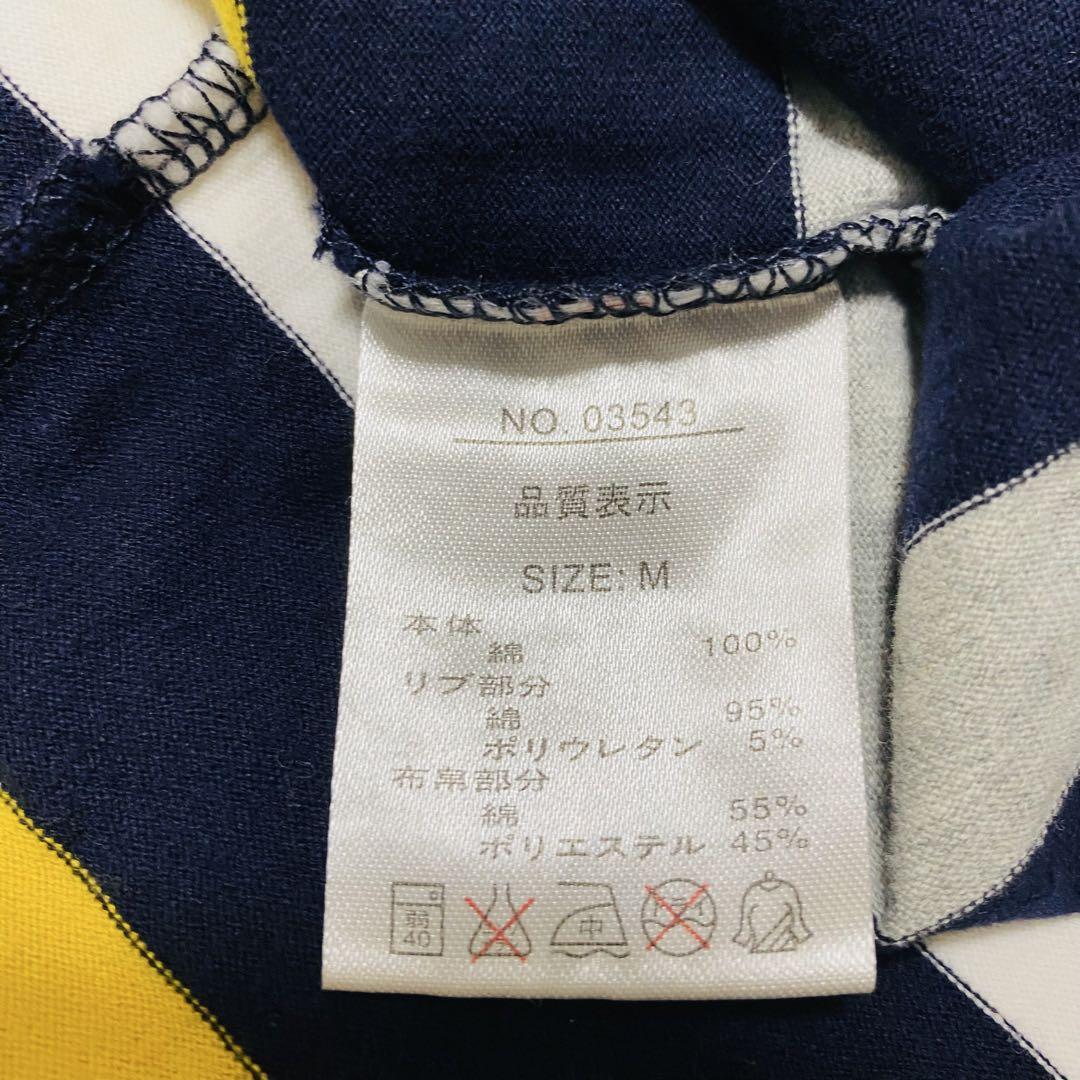 NO. 03543
品質表示
SIZE: M
本体
綿 100%
リブ部分
綿 95%
ポリウレタン 5%
布帛部分
綿 55%
ポリエステル 45%
弱
40
中